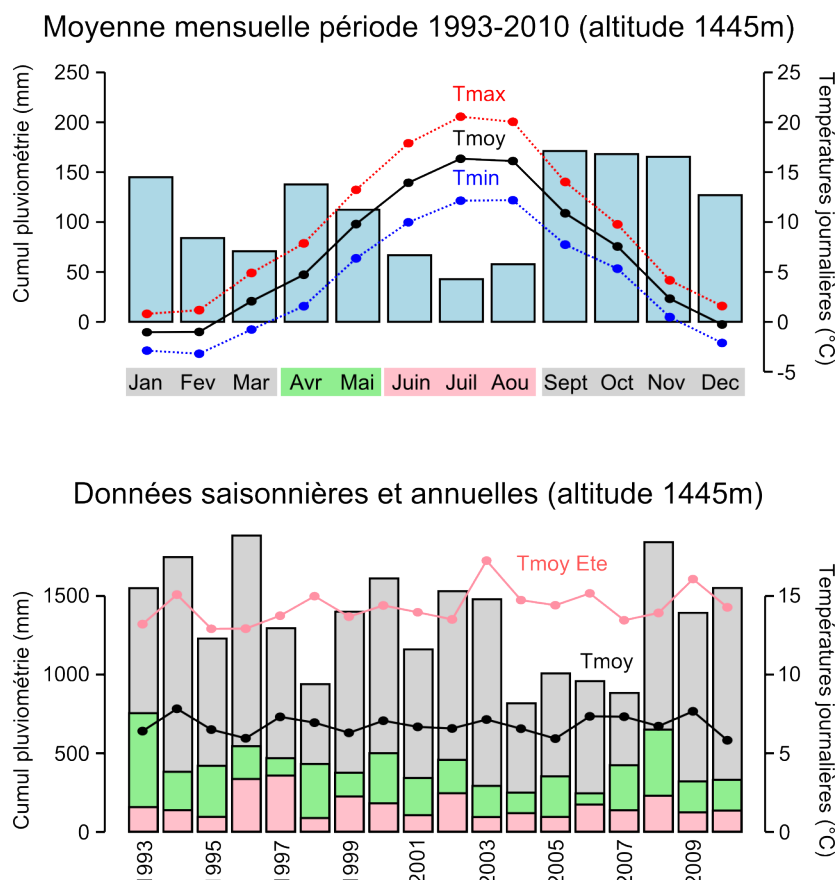 Moyenne mensuelle période 1993-2010 (altitude 1445m)
Cumul pluviométrie (mm)
250
200
150
100
50
0
Tmax
Tmoy
Tmin
25
20
15
10
5
0
-5
Températures journalières (°C)
Jan Fev Mar Avr Mai Juin Juil Aou Sept Oct Nov Dec
Données saisonnières et annuelles (altitude 1445m)
Cumul pluviométrie (mm)
1500
1000
500
0
Tmoy Ete
Tmoy
15
10
5
0
Températures journalières (°C)
1993 1995 1997 1999 2001 2003 2005 2007 2009